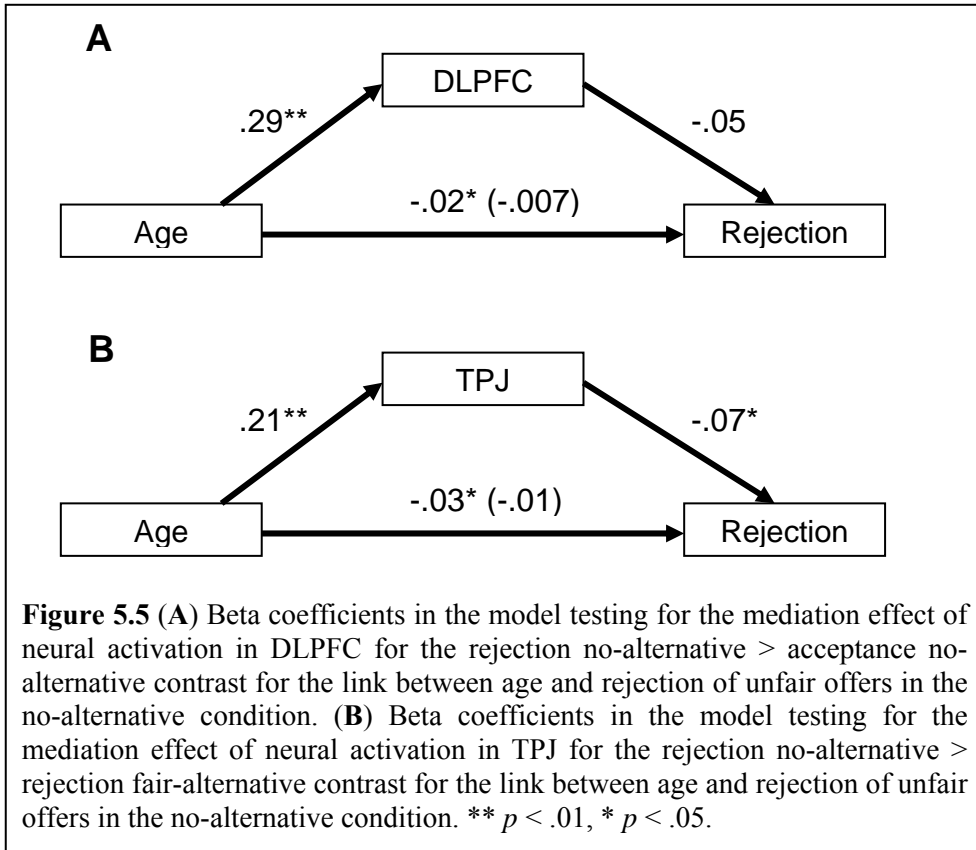 A
DLPFC
.29**
-.05
-.02* (-.007)
Age
Rejection
B
TPJ
.21**
-.07*
-.03* (-.01)
Age
Rejection
Figure 5.5 (A) Beta coefficients in the model testing for the mediation effect of
neural activation in DLPFC for the rejection no-alternative > acceptance no-
alternative contrast for the link between age and rejection of unfair offers in the
no-alternative condition. (B) Beta coefficients in the model testing for the
mediation effect of neural activation in TPJ for the rejection no-alternative >
rejection fair-alternative contrast for the link between age and rejection of unfair
offers in the no-alternative condition. ** p < .01, * p < .05.